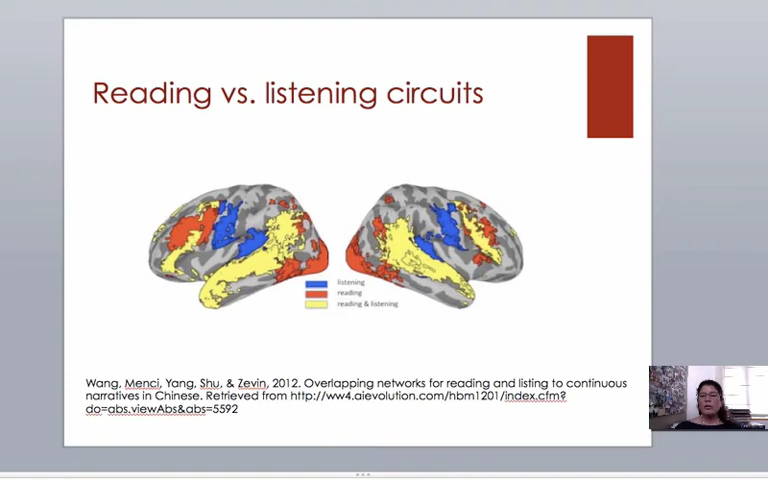 Reading vs. listening circuits
listening
reading
reading & listening
Wang, Menci, Yang, Shu, & Zevin, 2012. Overlapping networks for reading and listing to continuous
narratives in Chinese. Retrieved from http://ww4.aievolution.com/hbm1201/index.cfm?
do=abs.viewAbs&abs=5592